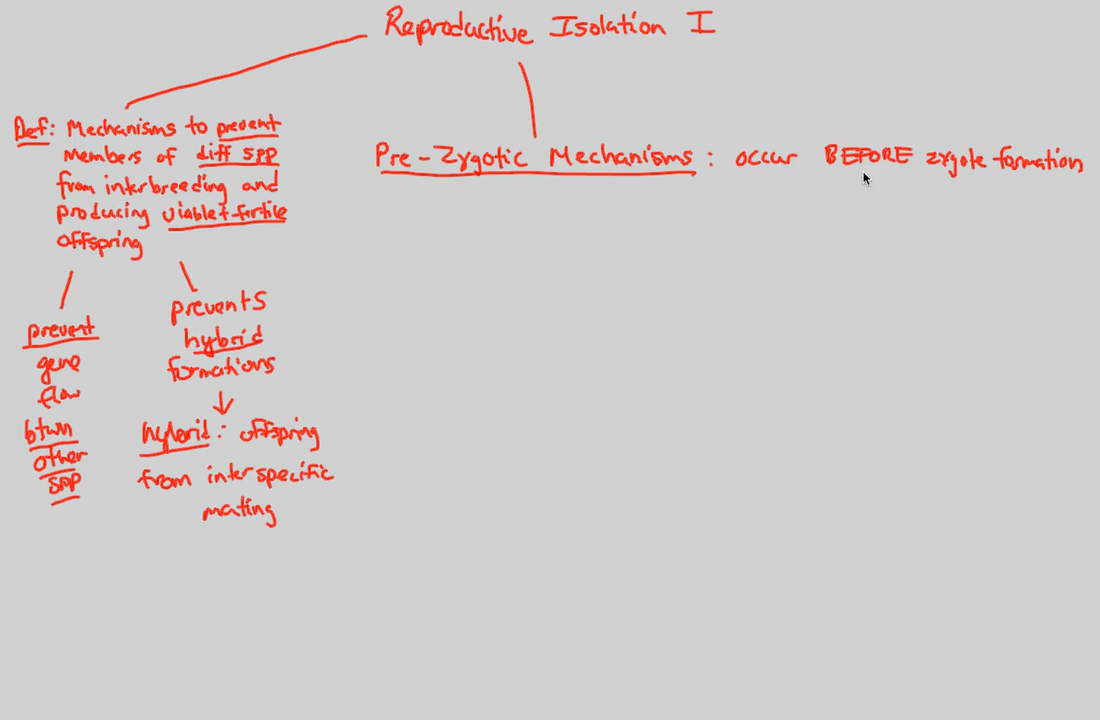 Reproductive Isolation I
Def: Mechanisms to prevent
members of diff spp
from interbreeding and
producing viable + fertile
offspring
Pre-Zygotic Mechanisms: occur BEFORE zygote formation
prevent
gene
flow
btwn
other
spp
prevents
hybrid
formations
hybrid: offspring
from interspecific
mating